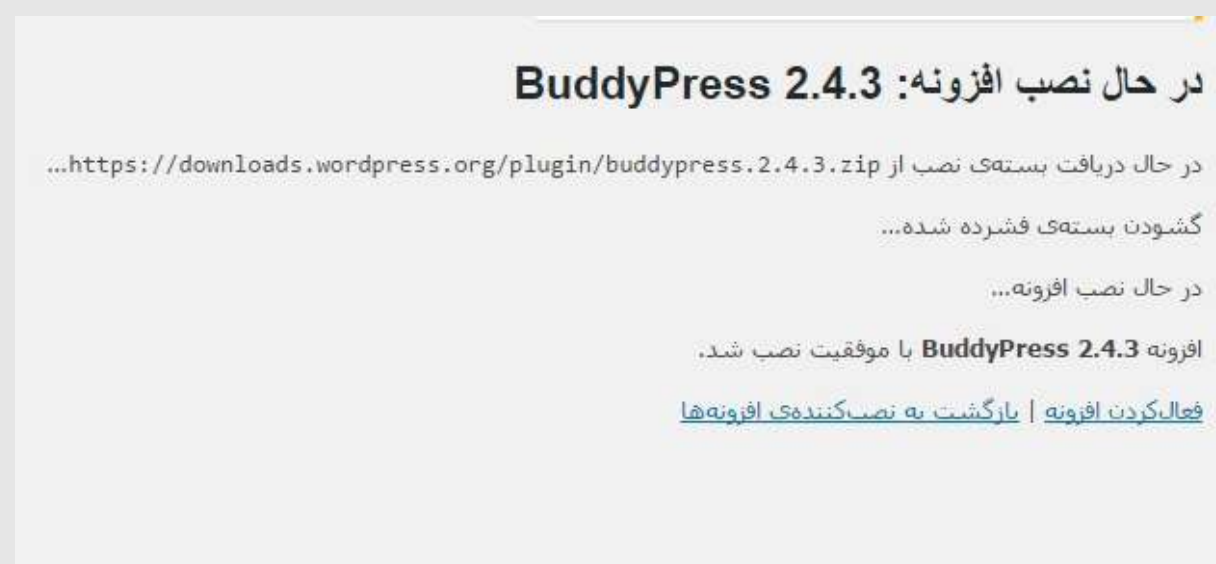 در حال نصب افزونه: BuddyPress 2.4.3
در حال دریافت بسته‌ی نصب از https://downloads.wordpress.org/plugin/buddypress.2.4.3.zip...
گشودن بسته‌ی فشرده شده...
در حال نصب افزونه...
افزونه BuddyPress 2.4.3 با موفقیت نصب شد.
فعال‌کردن افزونه | بازگشت به نصب‌کننده‌ی افزونه‌ها